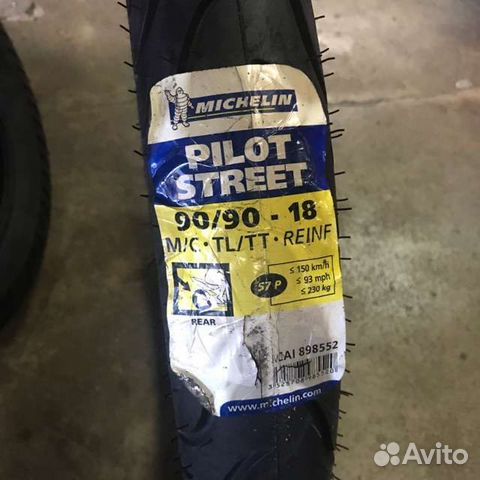 MICHELIN
PILOT
STREET
90/90 - 18
M/C · TL/TT · REINF
57 P
≤ 150 km/h
≤ 93 mph
≤ 230 kg
REAR
CAI 898552
www.michelin.com
Avito